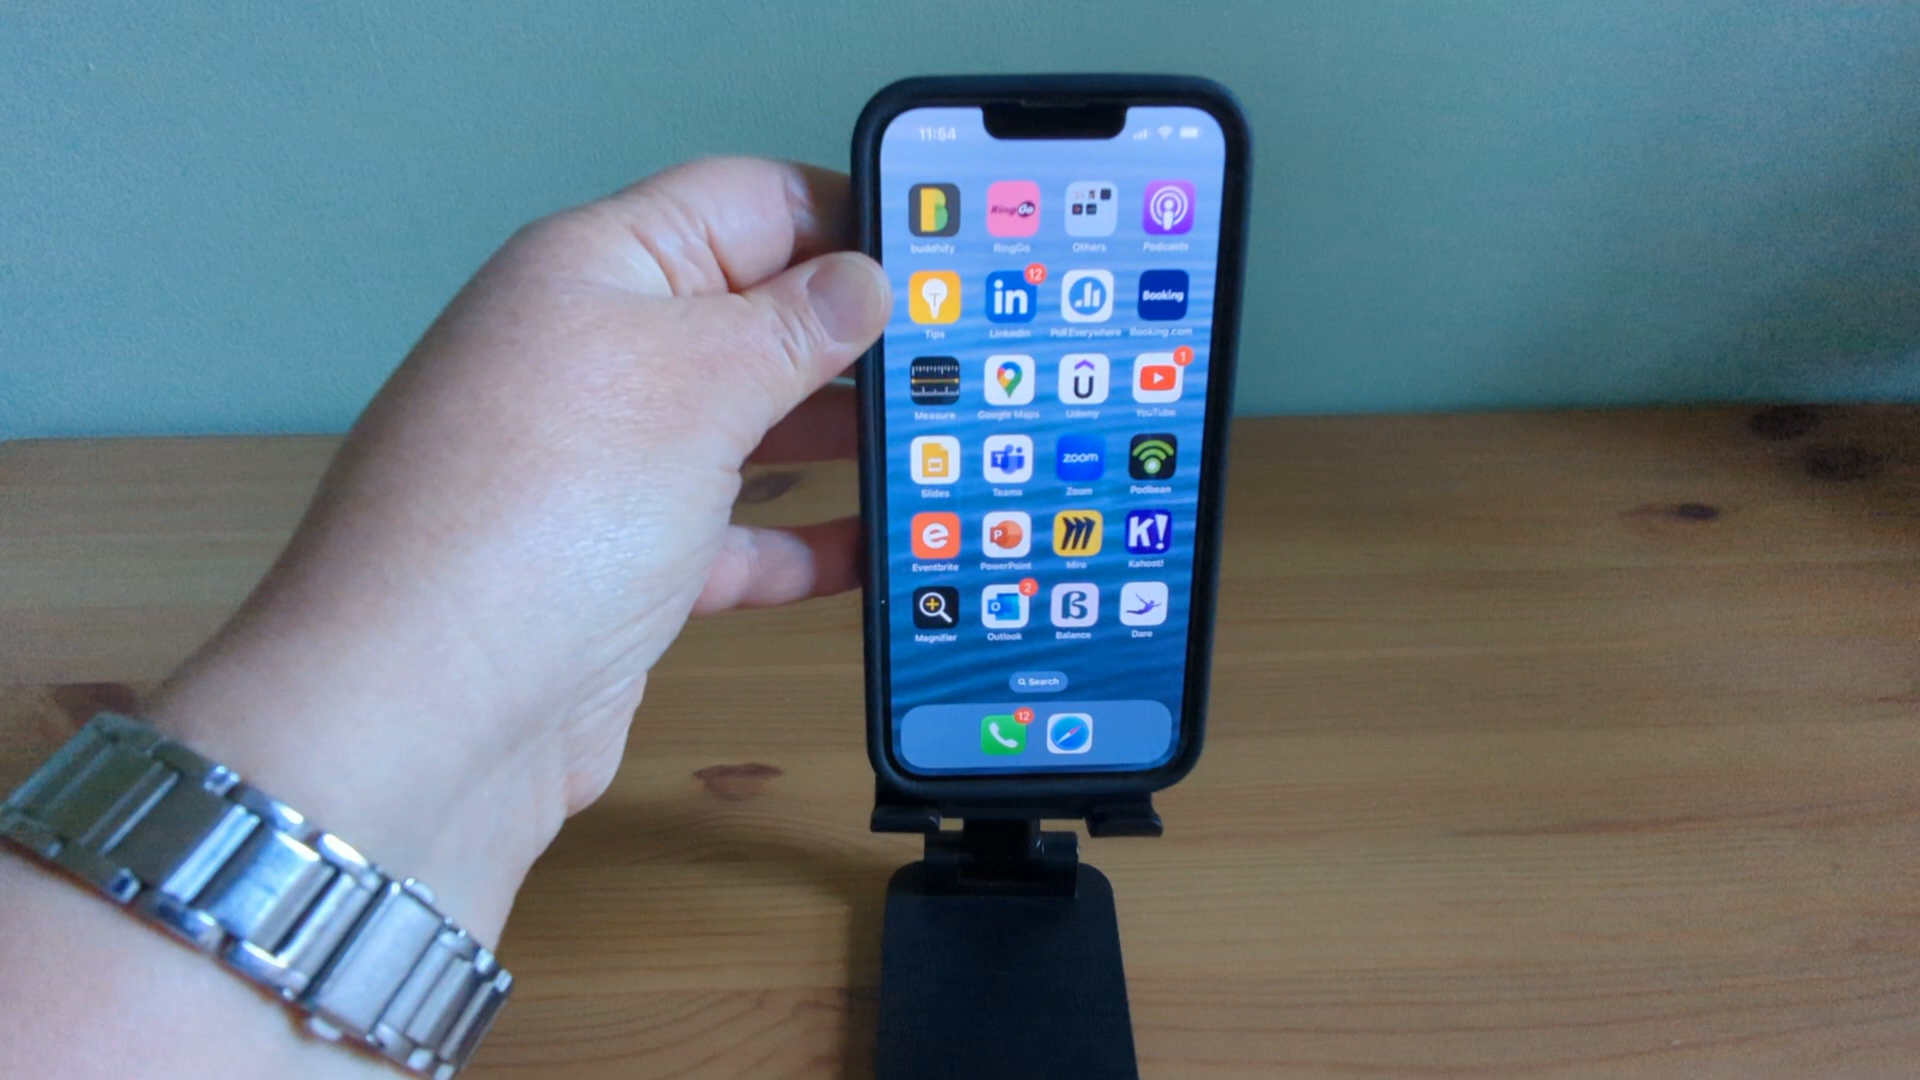 11:54
buddhify RingGo Others Podcasts
RingGo
Tips LinkedIn Poll Everywhere Booking.com
in 12 Booking
Measure Google Maps Udemy YouTube
1
Slides Teams Zoom Podbean
T zoom
Eventbrite PowerPoint Miro Kahoot!
e P K!
Magnifier Outlook Balance Dare
O 2 B
Search
12